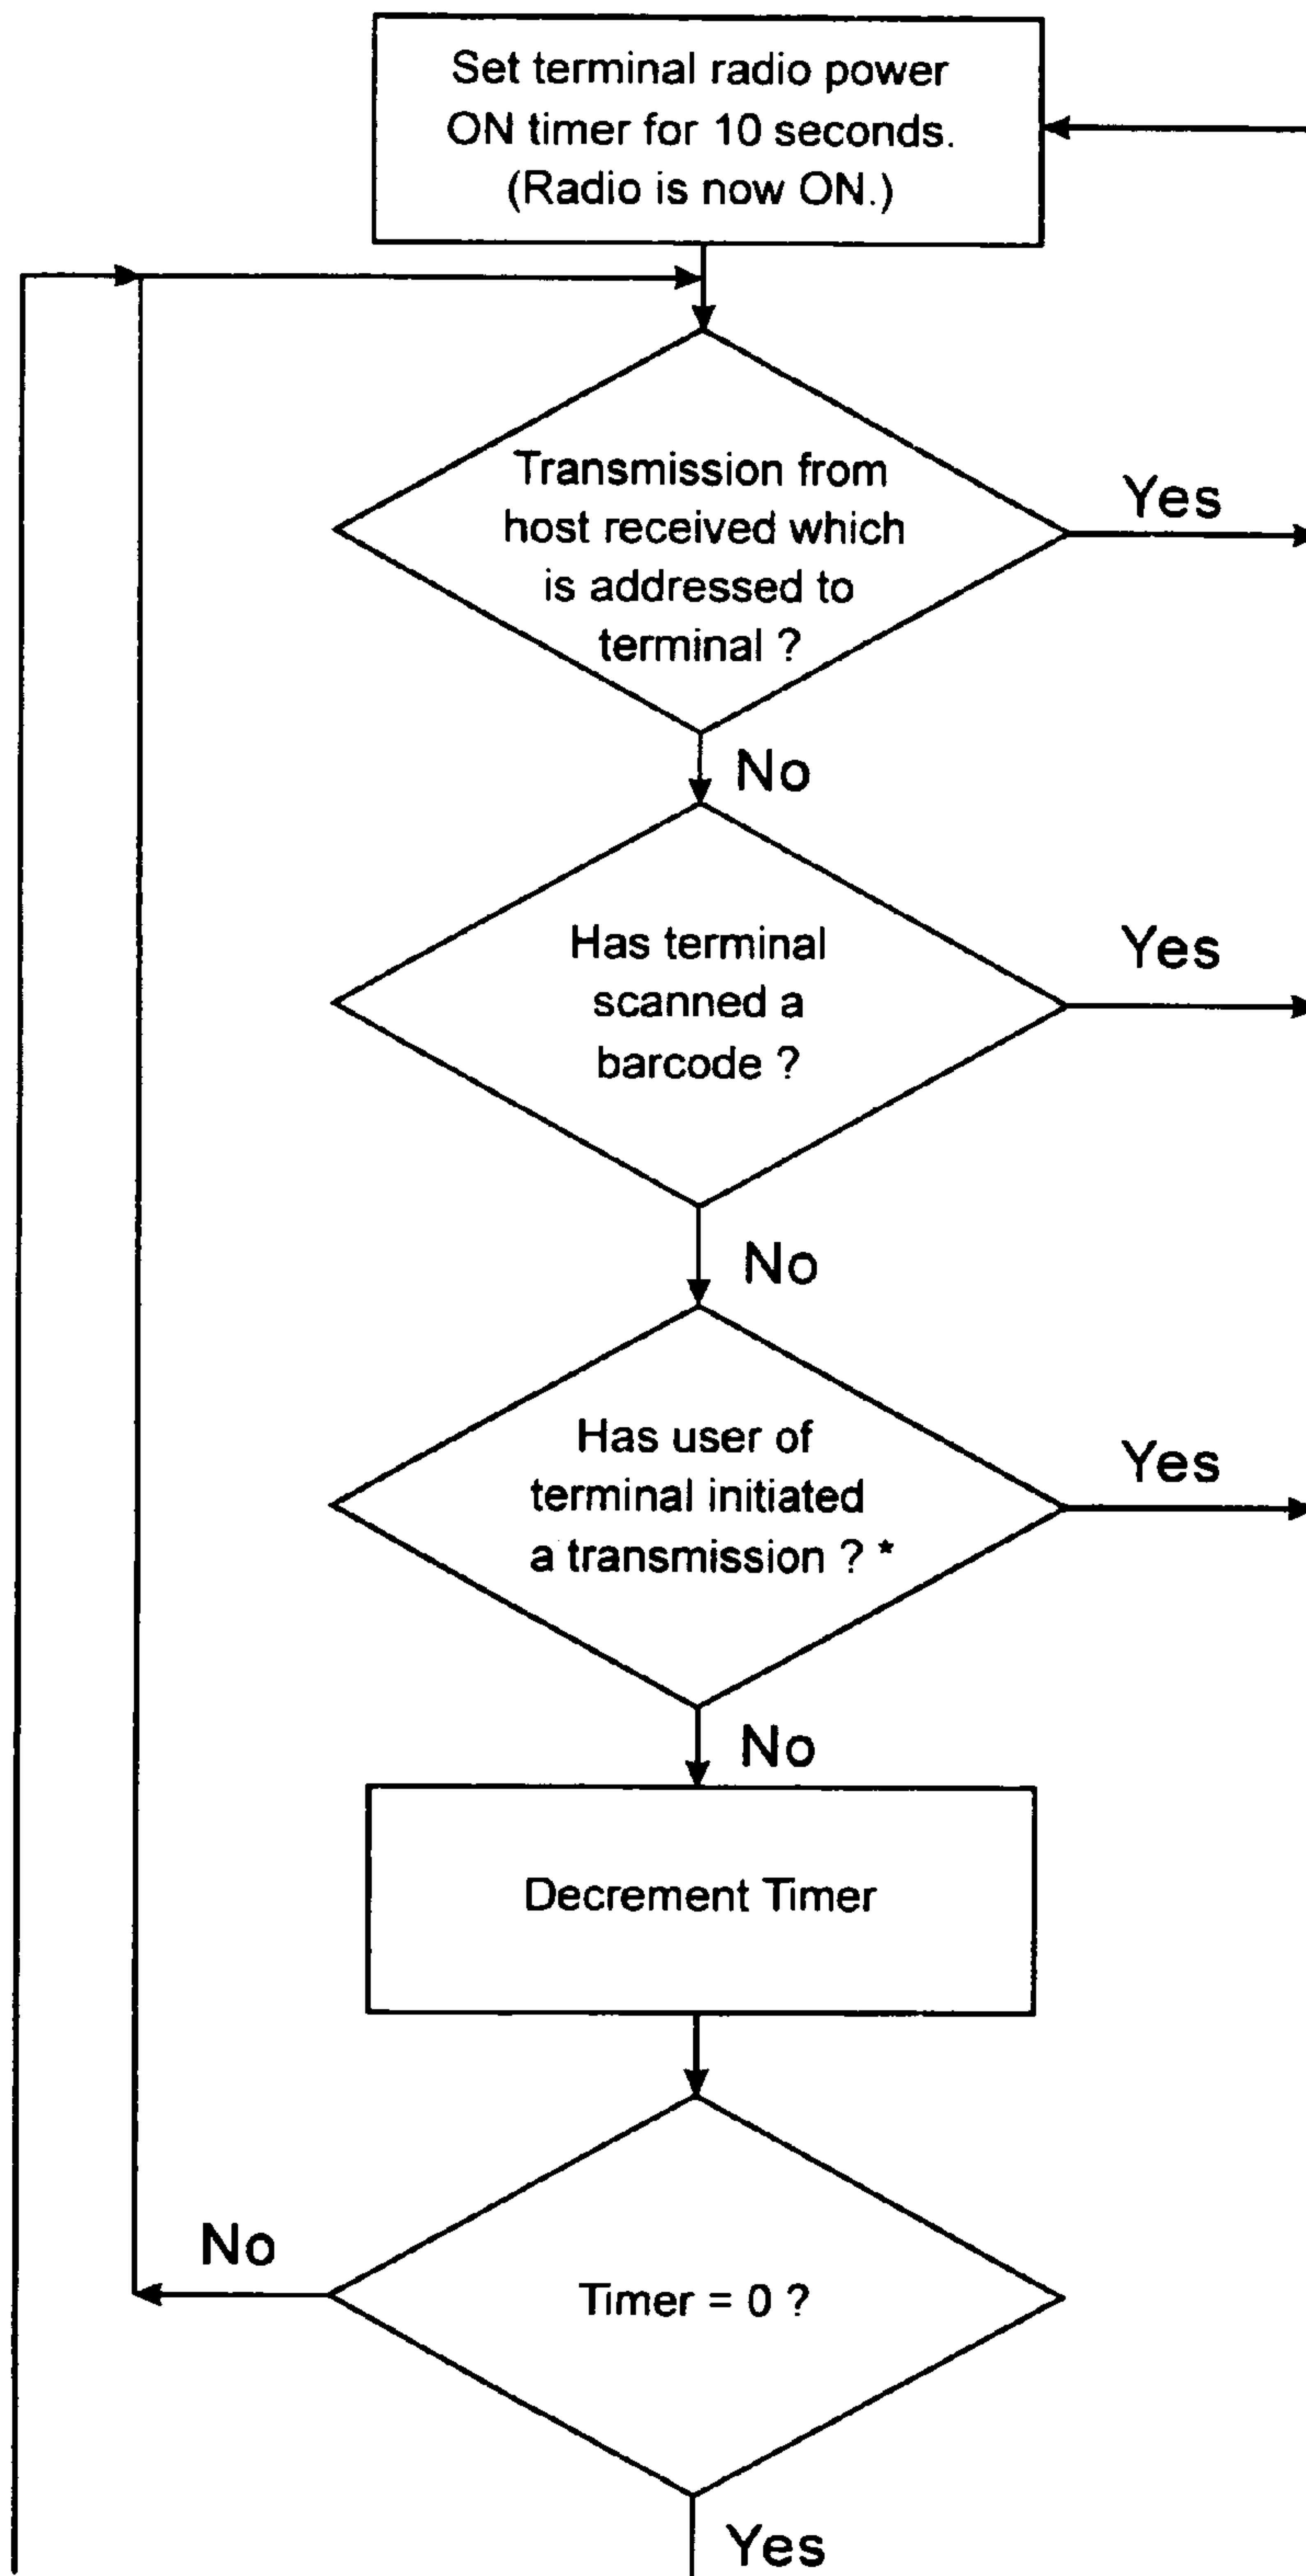 Set terminal radio power
ON timer for 10 seconds.
(Radio is now ON.)
Transmission from
host received which
is addressed to
terminal ?
Yes
No
Has terminal
scanned a
barcode ?
Yes
No
Has user of
terminal initiated
a transmission ? *
Yes
No
Decrement Timer
Timer = 0 ?
No
Yes